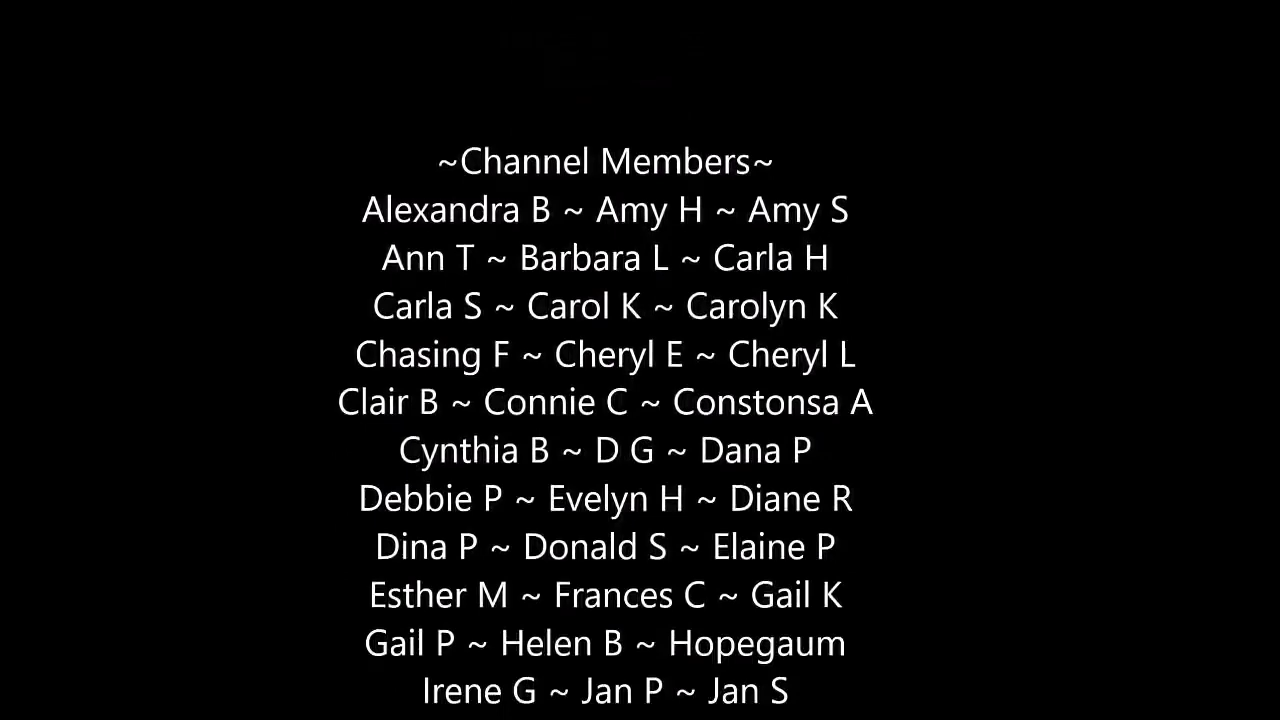 ~Channel Members~
Alexandra B ~ Amy H ~ Amy S
Ann T ~ Barbara L ~ Carla H
Carla S ~ Carol K ~ Carolyn K
Chasing F ~ Cheryl E ~ Cheryl L
Clair B ~ Connie C ~ Constonsa A
Cynthia B ~ D G ~ Dana P
Debbie P ~ Evelyn H ~ Diane R
Dina P ~ Donald S ~ Elaine P
Esther M ~ Frances C ~ Gail K
Gail P ~ Helen B ~ Hopegaum
Irene G ~ Jan P ~ Jan S